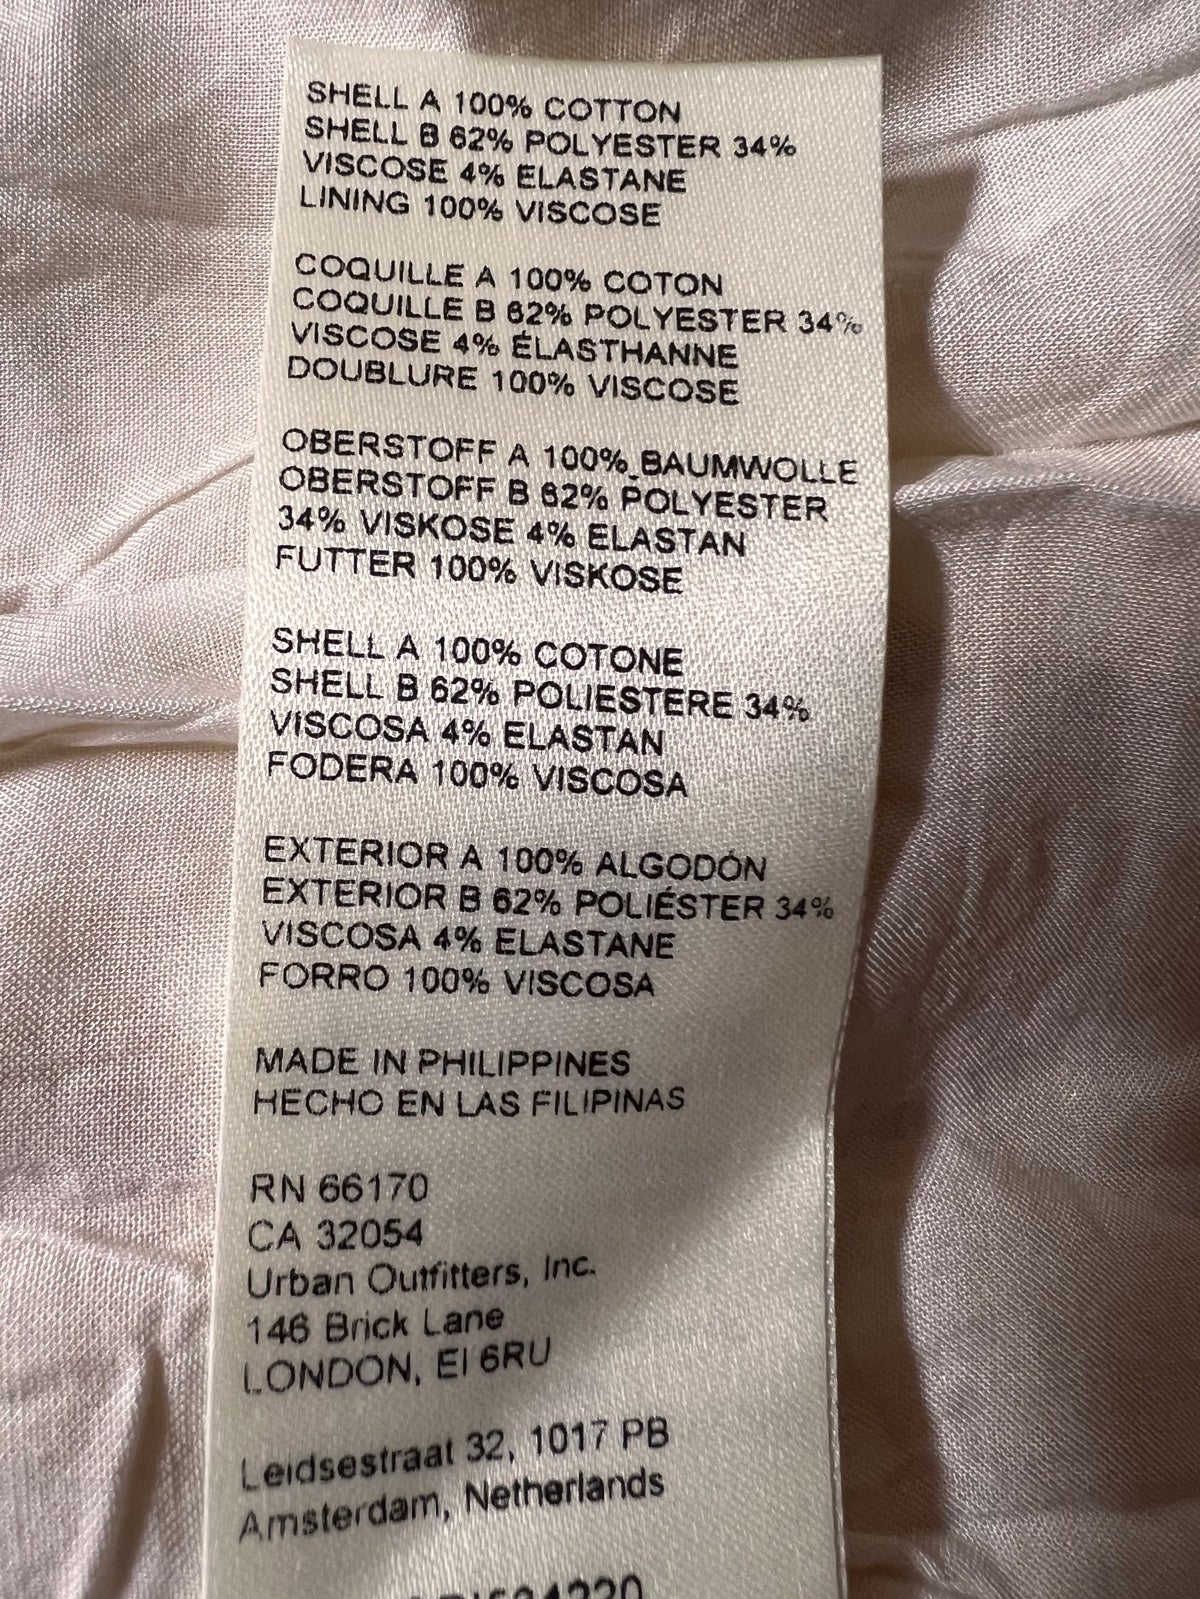 SHELL A 100% COTTON
SHELL B 62% POLYESTER 34%
VISCOSE 4% ELASTANE
LINING 100% VISCOSE
COQUILLE A 100% COTON
COQUILLE B 62% POLYESTER 34%
VISCOSE 4% ÉLASTHANNE
DOUBLURE 100% VISCOSE
OBERSTOFF A 100% BAUMWOLLE
OBERSTOFF B 62% POLYESTER
34% VISKOSE 4% ELASTAN
FUTTER 100% VISKOSE
SHELL A 100% COTONE
SHELL B 62% POLIESTERE 34%
VISCOSA 4% ELASTAN
FODERA 100% VISCOSA
EXTERIOR A 100% ALGODÓN
EXTERIOR B 62% POLIÉSTER 34%
VISCOSA 4% ELASTANE
FORRO 100% VISCOSA
MADE IN PHILIPPINES
HECHO EN LAS FILIPINAS
RN 66170
CA 32054
Urban Outfitters, Inc.
146 Brick Lane
LONDON, EI 6RU
Leidsestraat 32, 1017 PB
Amsterdam, Netherlands